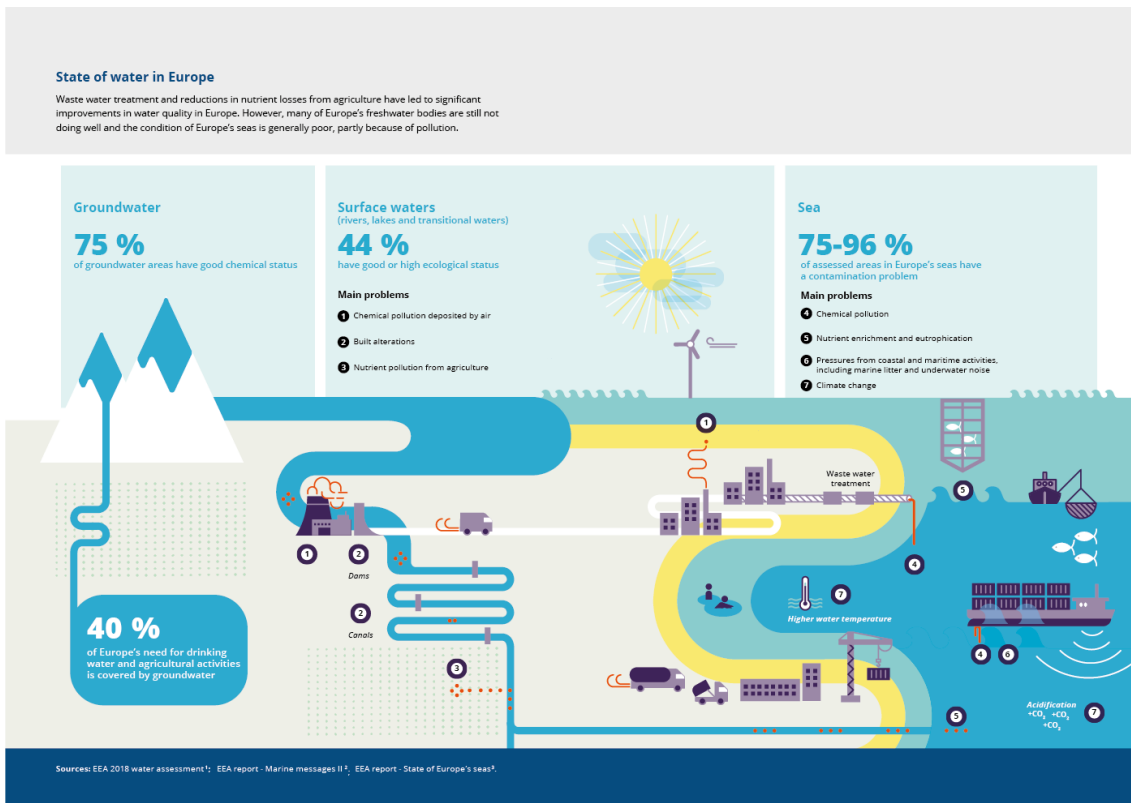 State of water in Europe
Waste water treatment and reductions in nutrient losses from agriculture have led to significant
improvements in water quality in Europe. However, many of Europe's freshwater bodies are still not
doing well and the condition of Europe's seas is generally poor, partly because of pollution.
Groundwater
75 %
of groundwater areas have good chemical status
Surface waters
(rivers, lakes and transitional waters)
44 %
have good or high ecological status
Main problems
1 Chemical pollution deposited by air
2 Built alterations
3 Nutrient pollution from agriculture
Sea
75-96 %
of assessed areas in Europe's seas have
a contamination problem
Main problems
4 Chemical pollution
5 Nutrient enrichment and eutrophication
6 Pressures from coastal and maritime activities,
including marine litter and underwater noise
7 Climate change
1
Waste water
treatment
5
1
2
Dams
4
2
Canals
7
Higher water temperature
40 %
of Europe's need for drinking
water and agricultural activities
is covered by groundwater
3
4
6
5
Acidification
+CO₂ +CO₂
+CO₂
7
Sources: EEA 2018 water assessment¹; EEA report - Marine messages II ²; EEA report - State of Europe's seas³.